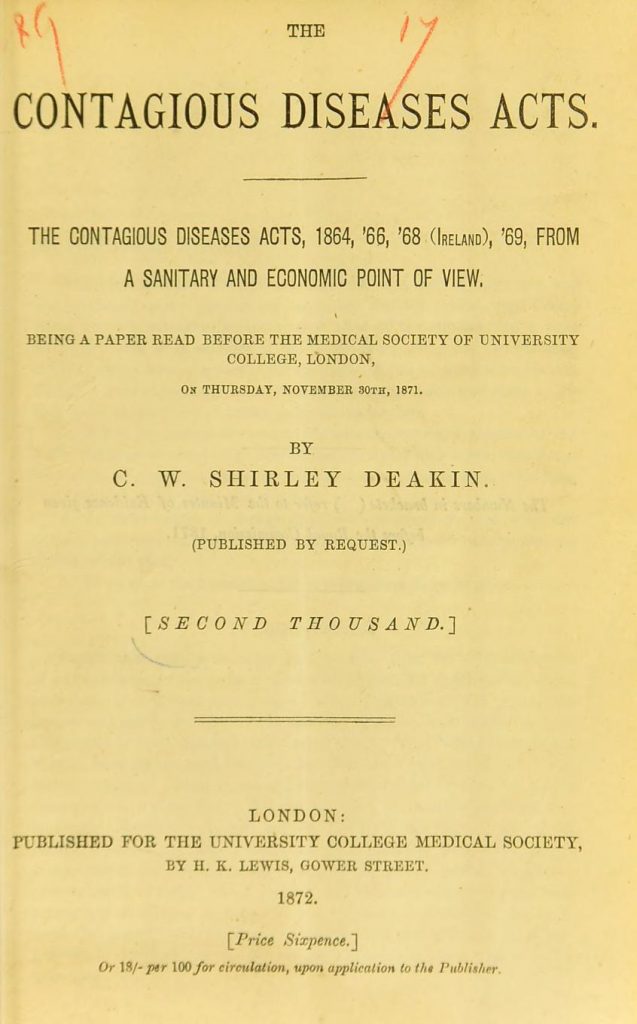 THE
CONTAGIOUS DISEASES ACTS.
THE CONTAGIOUS DISEASES ACTS, 1864, '66, '68 (IRELAND), '69, FROM
A SANITARY AND ECONOMIC POINT OF VIEW.
BEING A PAPER READ BEFORE THE MEDICAL SOCIETY OF UNIVERSITY
COLLEGE, LONDON,
ON THURSDAY, NOVEMBER 30TH, 1871.
BY
C. W. SHIRLEY DEAKIN.
(PUBLISHED BY REQUEST.)
[SECOND THOUSAND.]
LONDON:
PUBLISHED FOR THE UNIVERSITY COLLEGE MEDICAL SOCIETY,
BY H. K. LEWIS, GOWER STREET.
1872.
[Price Sixpence.]
Or 18/- per 100 for circulation, upon application to the Publisher.